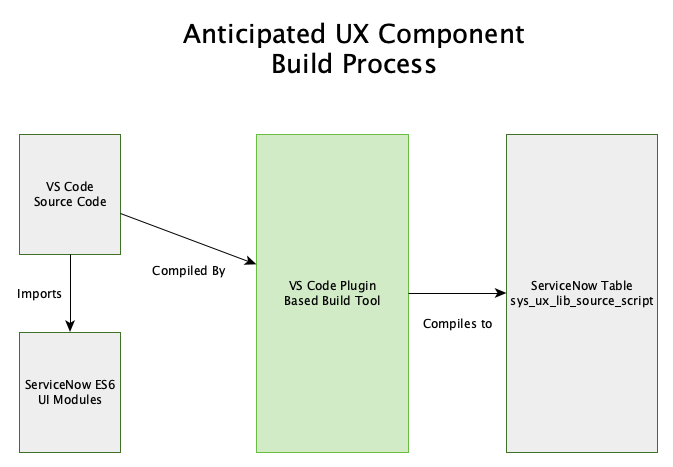 Anticipated UX Component
Build Process
VS Code
Source Code
Compiled By
Imports
VS Code Plugin
Based Build Tool
ServiceNow Table
sys_ux_lib_source_script
Compiles to
ServiceNow ES6
UI Modules